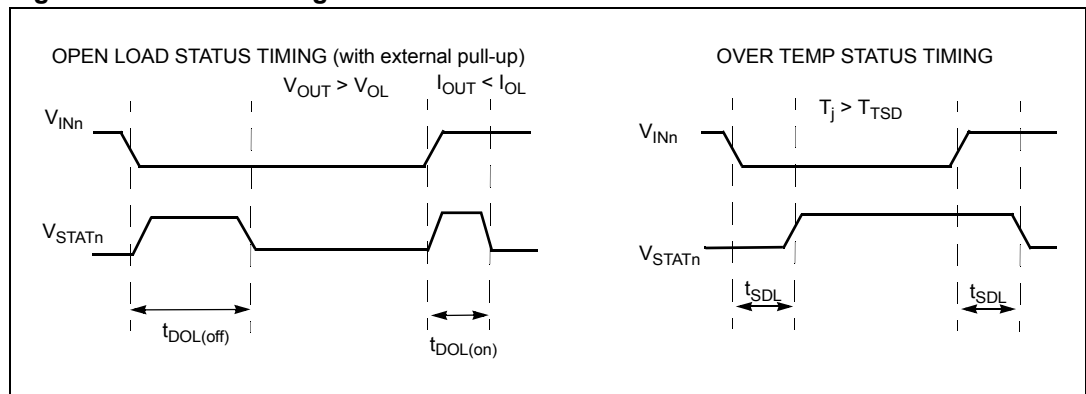 OPEN LOAD STATUS TIMING (with external pull-up)
V_OUT > V_OL
I_OUT < I_OL
V_INn
V_STATn
t_DOL(off)
t_DOL(on)
OVER TEMP STATUS TIMING
T_j > T_TSD
V_INn
V_STATn
t_SDL
t_SDL